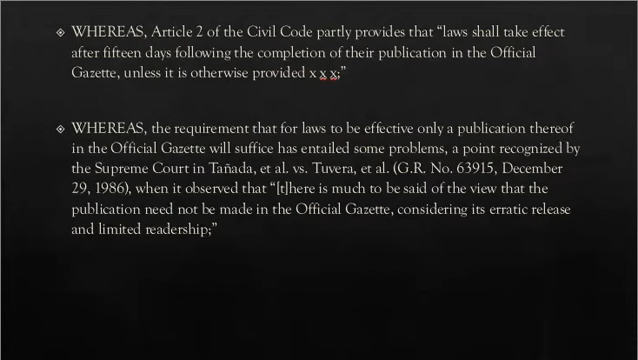 WHEREAS, Article 2 of the Civil Code partly provides that “laws shall take effect
after fifteen days following the completion of their publication in the Official
Gazette, unless it is otherwise provided x x x;”
WHEREAS, the requirement that for laws to be effective only a publication thereof
in the Official Gazette will suffice has entailed some problems, a point recognized by
the Supreme Court in Tañada, et al. vs. Tuvera, et al. (G.R. No. 63915, December
29, 1986), when it observed that “[t]here is much to be said of the view that the
publication need not be made in the Official Gazette, considering its erratic release
and limited readership;”